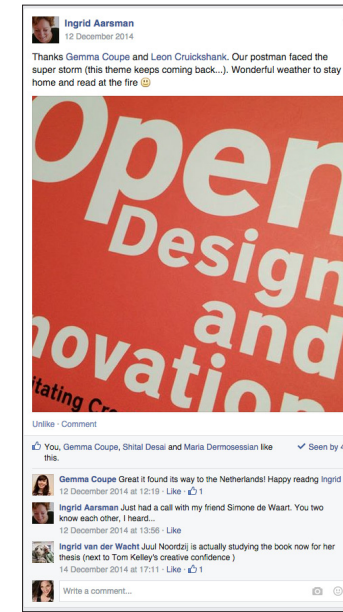 Ingrid Aarsman
12 December 2014
Thanks Gemma Coupe and Leon Cruickshank. Our postman faced the
super storm (this theme keeps coming back...). Wonderful weather to stay
home and read at the fire
Open
Design
and
novation
itating Cre
Unlike · Comment
You, Gemma Coupe, Shital Desai and Maria Dermosessian like
this.
✓ Seen by 4
Gemma Coupe Great it found its way to the Netherlands! Happy readng Ingrid
12 December 2014 at 12:19 · Like · 1
Ingrid Aarsman Just had a call with my friend Simone de Waart. You two
know each other, I heard...
12 December 2014 at 13:56 · Like
Ingrid van der Wacht Juul Noordzij is actually studying the book now for her
thesis (next to Tom Kelley's creative confidence )
14 December 2014 at 17:11 · Like · 1
Write a comment...